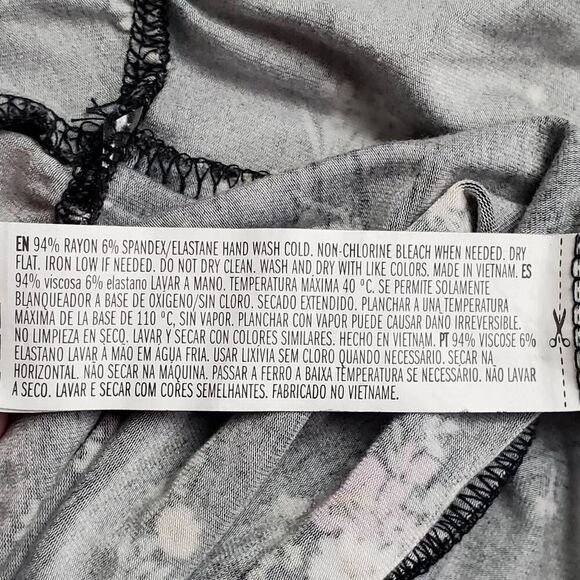 EN 94% RAYON 6% SPANDEX/ELASTANE HAND WASH COLD. NON-CHLORINE BLEACH WHEN NEEDED. DRY
FLAT. IRON LOW IF NEEDED. DO NOT DRY CLEAN. WASH AND DRY WITH LIKE COLORS. MADE IN VIETNAM. ES
94% viscosa 6% elastano LAVAR A MANO. TEMPERATURA MÁXIMA 40 ºC. SE PERMITE SOLAMENTE
BLANQUEADOR A BASE DE OXÍGENO/SIN CLORO. SECADO EXTENDIDO. PLANCHAR A UNA TEMPERATURA
MÁXIMA DE LA BASE DE 110 ºC, SIN VAPOR. PLANCHAR CON VAPOR PUEDE CAUSAR DAÑO IRREVERSIBLE.
NO LIMPIEZA EN SECO. LAVAR Y SECAR CON COLORES SIMILARES. HECHO EN VIETNAM. PT 94% VISCOSE 6%
ELASTANO LAVAR À MÃO EM ÁGUA FRIA. USAR LIXÍVIA SEM CLORO QUANDO NECESSÁRIO. SECAR NA
HORIZONTAL. NÃO SECAR NA MÁQUINA. PASSAR A FERRO A BAIXA TEMPERATURA SE NECESSÁRIO. NÃO LAVAR
A SECO. LAVAR E SECAR COM CORES SEMELHANTES. FABRICADO NO VIETNAME.